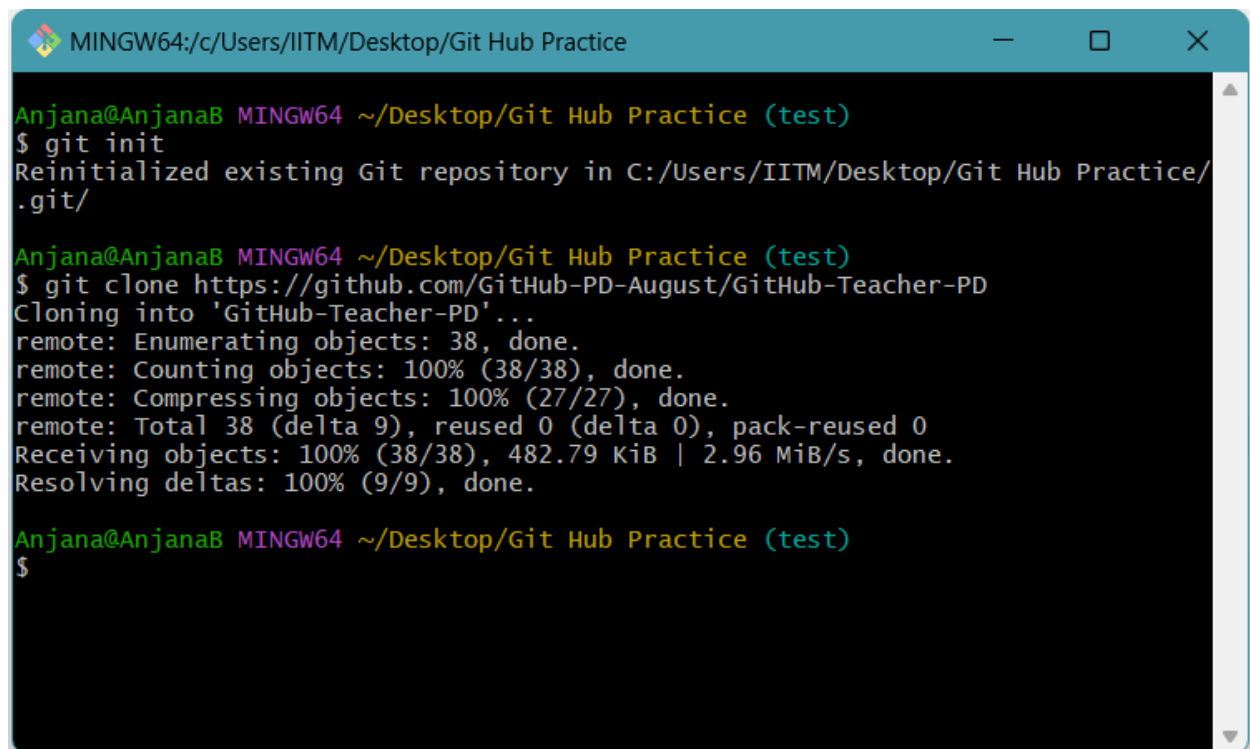 MINGW64:/c/Users/IITM/Desktop/Git Hub Practice
Anjana@AnjanaB MINGW64 ~/Desktop/Git Hub Practice (test)
$ git init
Reinitialized existing Git repository in C:/Users/IITM/Desktop/Git Hub Practice/
.git/
Anjana@AnjanaB MINGW64 ~/Desktop/Git Hub Practice (test)
$ git clone https://github.com/GitHub-PD-August/GitHub-Teacher-PD
Cloning into 'GitHub-Teacher-PD'...
remote: Enumerating objects: 38, done.
remote: Counting objects: 100% (38/38), done.
remote: Compressing objects: 100% (27/27), done.
remote: Total 38 (delta 9), reused 0 (delta 0), pack-reused 0
Receiving objects: 100% (38/38), 482.79 KiB | 2.96 MiB/s, done.
Resolving deltas: 100% (9/9), done.
Anjana@AnjanaB MINGW64 ~/Desktop/Git Hub Practice (test)
$